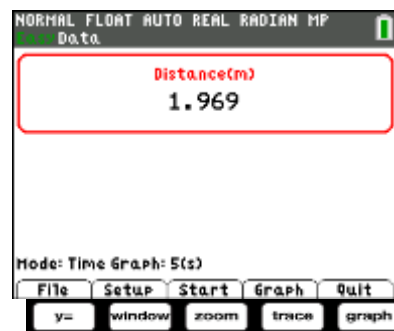 NORMAL FLOAT AUTO REAL RADIAN MP
EasyData
Distance(m)
1.969
Mode: Time Graph: 5(s)
File Setup Start Graph Quit
y= window zoom trace graph